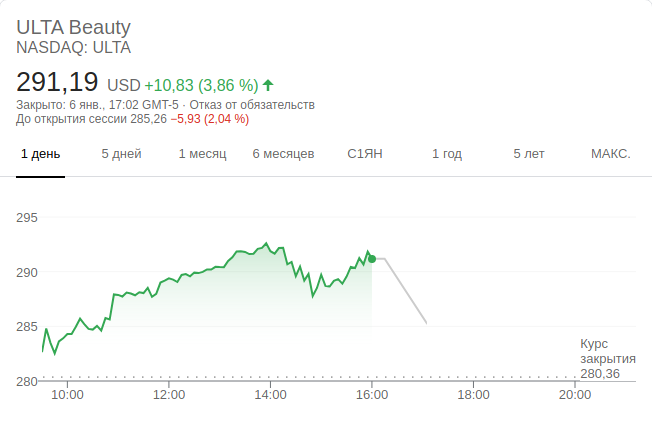 ULTA Beauty
NASDAQ: ULTA
291,19 USD +10,83 (3,86 %)
Закрыто: 6 янв., 17:02 GMT-5 · Отказ от обязательств
До открытия сессии 285,26 −5,93 (2,04 %)
1 день 5 дней 1 месяц 6 месяцев С1ЯН 1 год 5 лет МАКС.
295
290
285
Курс
закрытия
280,36
280
10:00 12:00 14:00 16:00 18:00 20:00